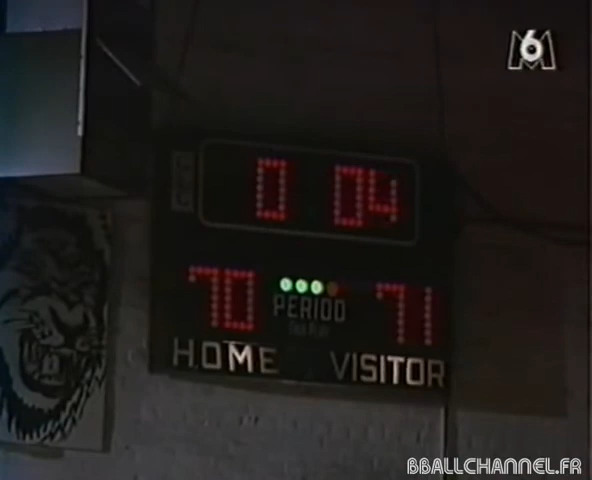 M6
0 04
70 71
PERIOD
HOME VISITOR
BBALLCHANNEL.FR